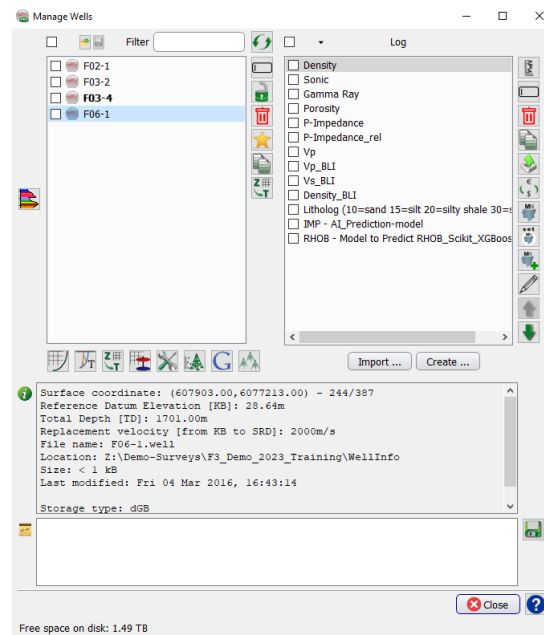 Manage Wells
Filter
Log
F02-1
F03-2
F03-4
F06-1
Density
Sonic
Gamma Ray
Porosity
P-Impedance
P-Impedance_rel
Vp
Vp_BLI
Vs_BLI
Density_BLI
Litholog (10=sand 15=silt 20=silty shale 30=s
IMP - AI_Prediction-model
RHOB - Model to Predict RHOB_Scikit_XGBoos
Import ... Create ...
Surface coordinate: (607903.00,6077213.00) - 244/387
Reference Datum Elevation [KB]: 28.64m
Total Depth [TD]: 1701.00m
Replacement velocity [from KB to SRD]: 2000m/s
File name: F06-1.well
Location: Z:\Demo-Surveys\F3_Demo_2023_Training\WellInfo
Size: < 1 kB
Last modified: Fri 04 Mar 2016, 16:43:14
Storage type: dGB
Close
Free space on disk: 1.49 TB